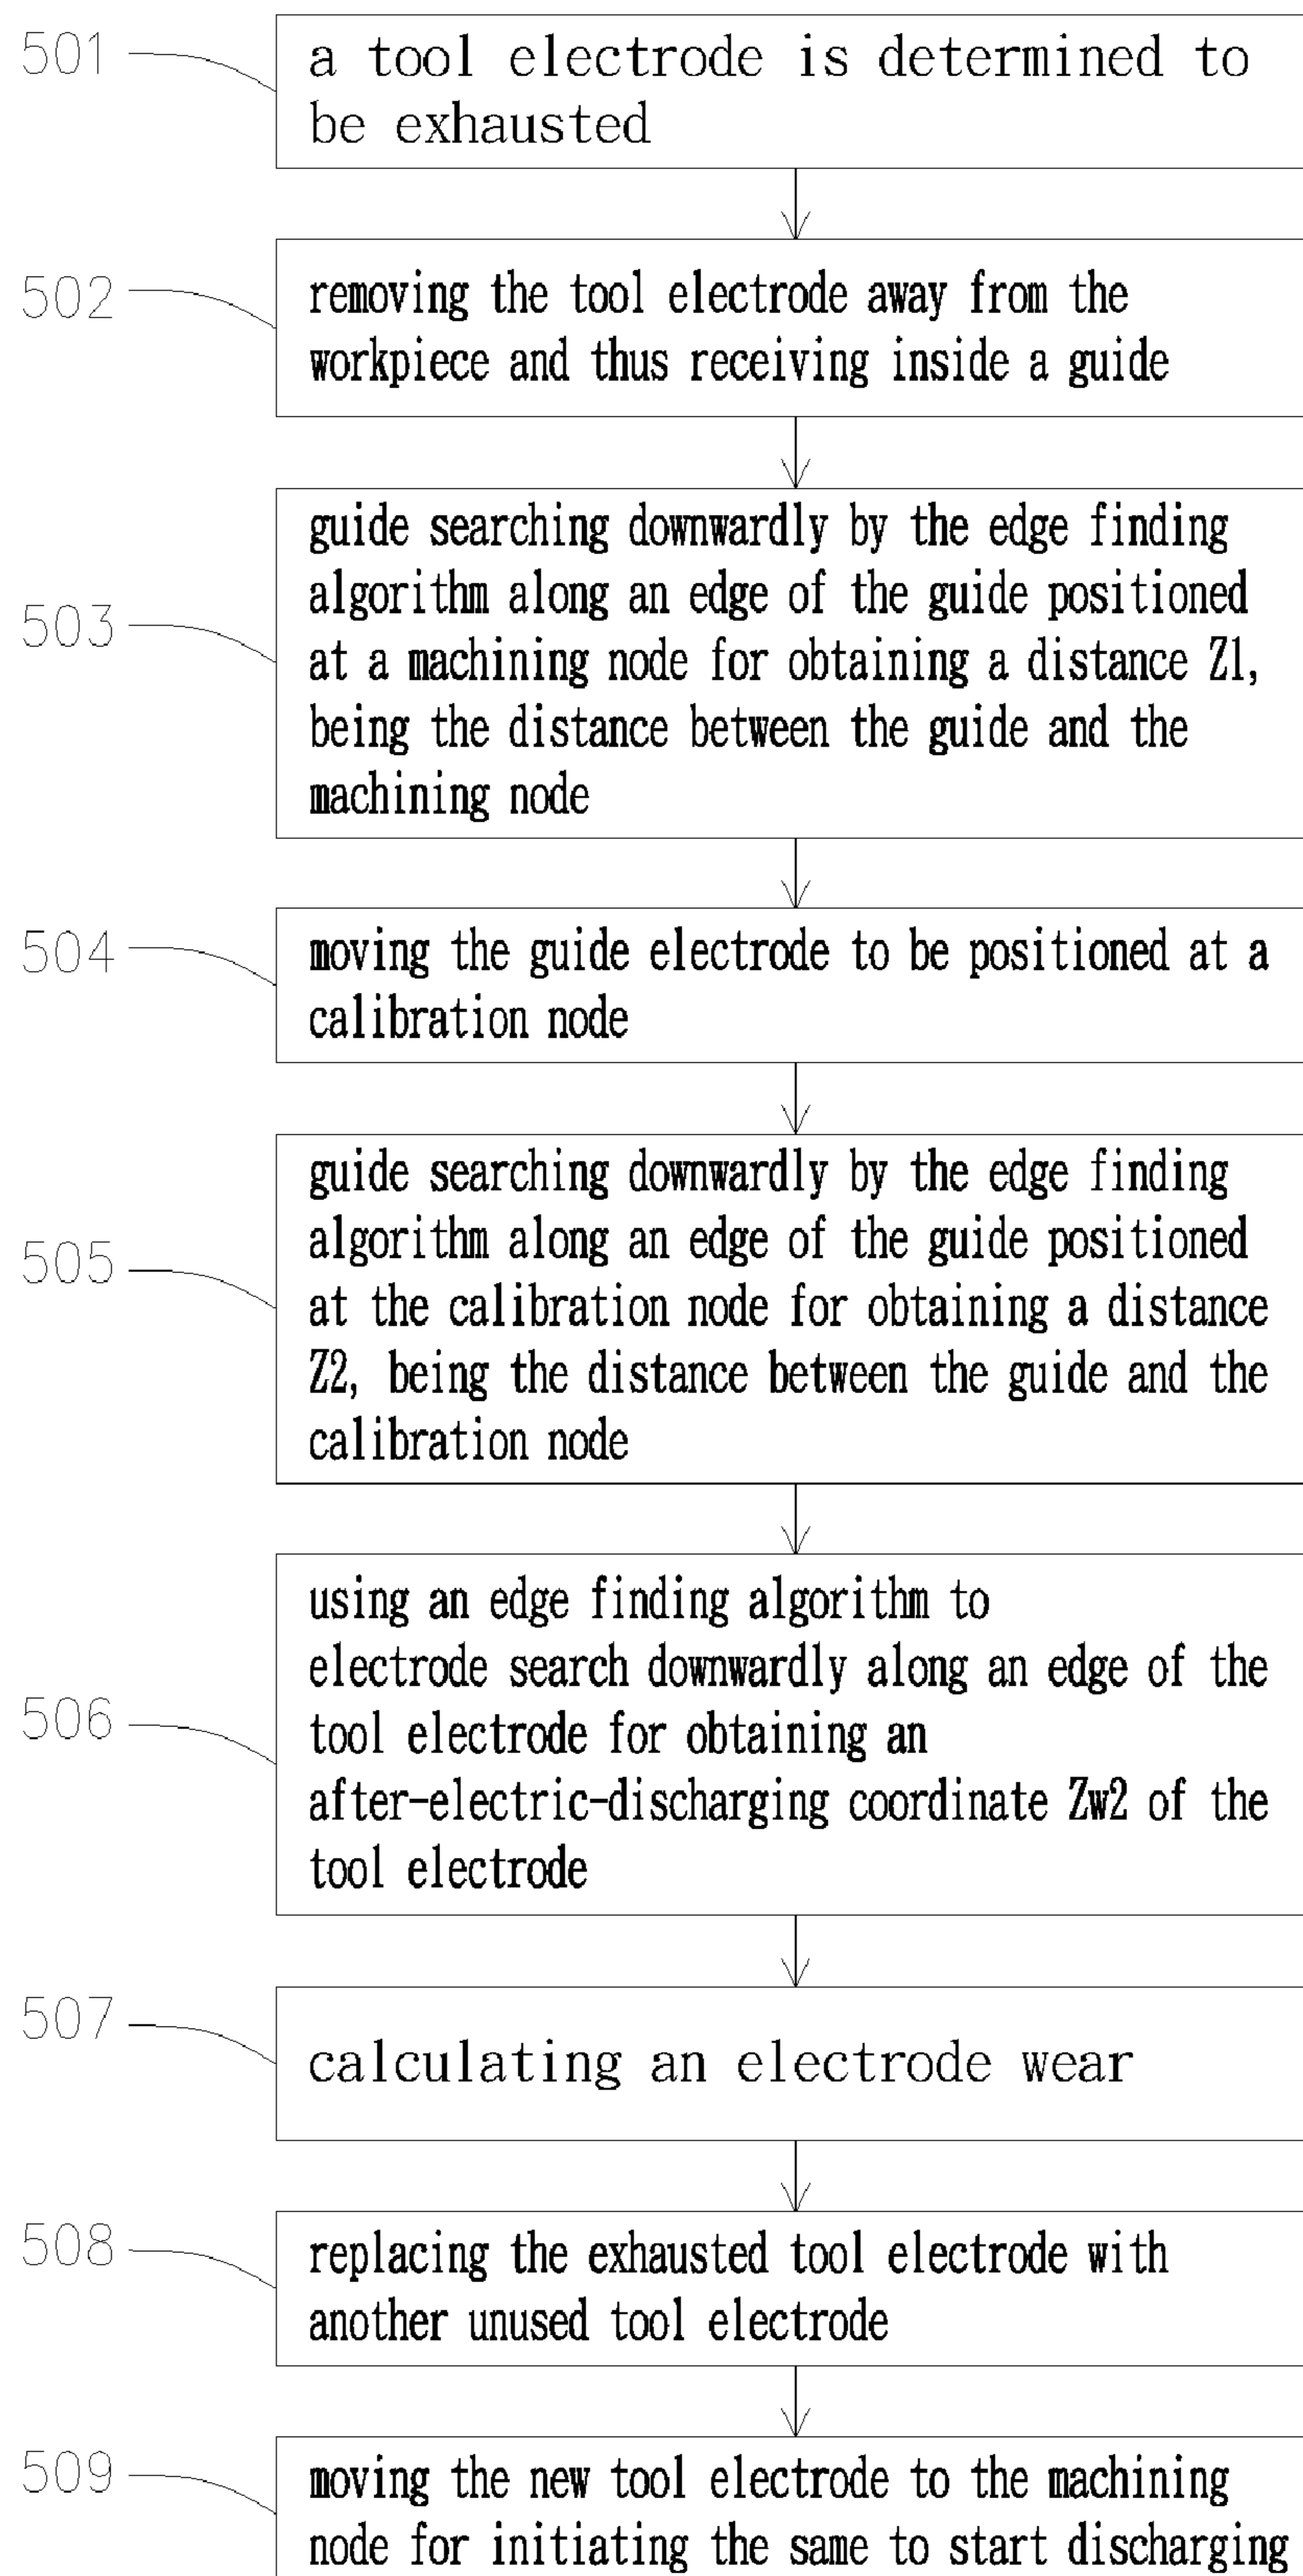 501
a tool electrode is determined to
be exhausted
502
removing the tool electrode away from the
workpiece and thus receiving inside a guide
503
guide searching downwardly by the edge finding
algorithm along an edge of the guide positioned
at a machining node for obtaining a distance Z1,
being the distance between the guide and the
machining node
504
moving the guide electrode to be positioned at a
calibration node
505
guide searching downwardly by the edge finding
algorithm along an edge of the guide positioned
at the calibration node for obtaining a distance
Z2, being the distance between the guide and the
calibration node
506
using an edge finding algorithm to
electrode search downwardly along an edge of the
tool electrode for obtaining an
after-electric-discharging coordinate Zw2 of the
tool electrode
507
calculating an electrode wear
508
replacing the exhausted tool electrode with
another unused tool electrode
509
moving the new tool electrode to the machining
node for initiating the same to start discharging